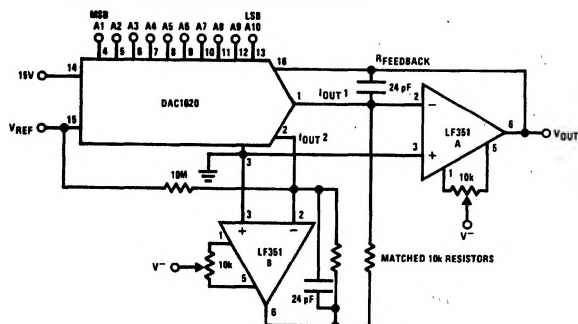 MSB LSB
A1 A2 A3 A4 A5 A6 A7 A8 A9 A10
4 5 6 7 8 9 10 11 12 13
15V 14
16 RFEEDBACK
24 pF
DAC1020
1 IOUT 1
2
IOUT 2
VREF 15
3
2 −
LF351
A
3 +
6 VOUT
5
1 10k
V−
10M
3 2
+ −
LF351
B
1
10k
5
V−
6
24 pF
MATCHED 10k RESISTORS